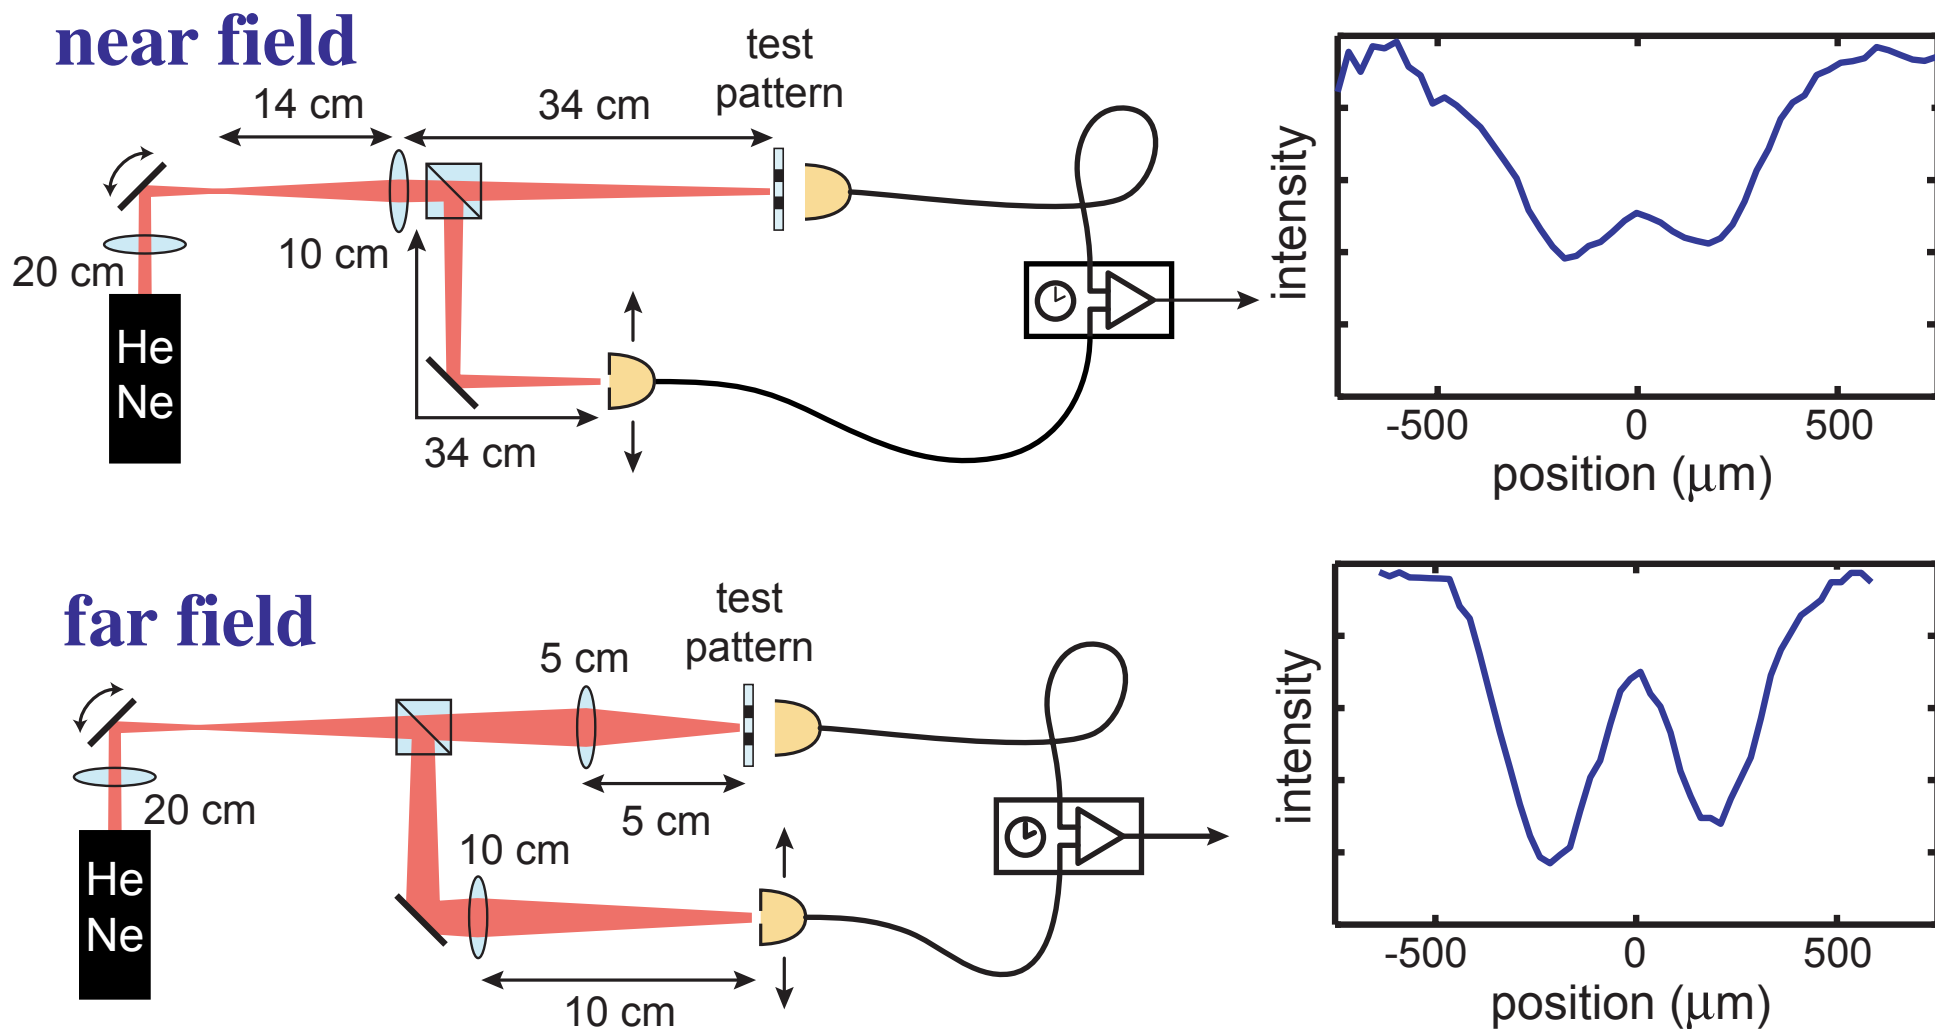 near field
14 cm
34 cm
test
pattern
20 cm
10 cm
He
Ne
34 cm
intensity
-500
0
500
position (μm)
far field
5 cm
test
pattern
20 cm
5 cm
10 cm
He
Ne
10 cm
intensity
-500
0
500
position (μm)